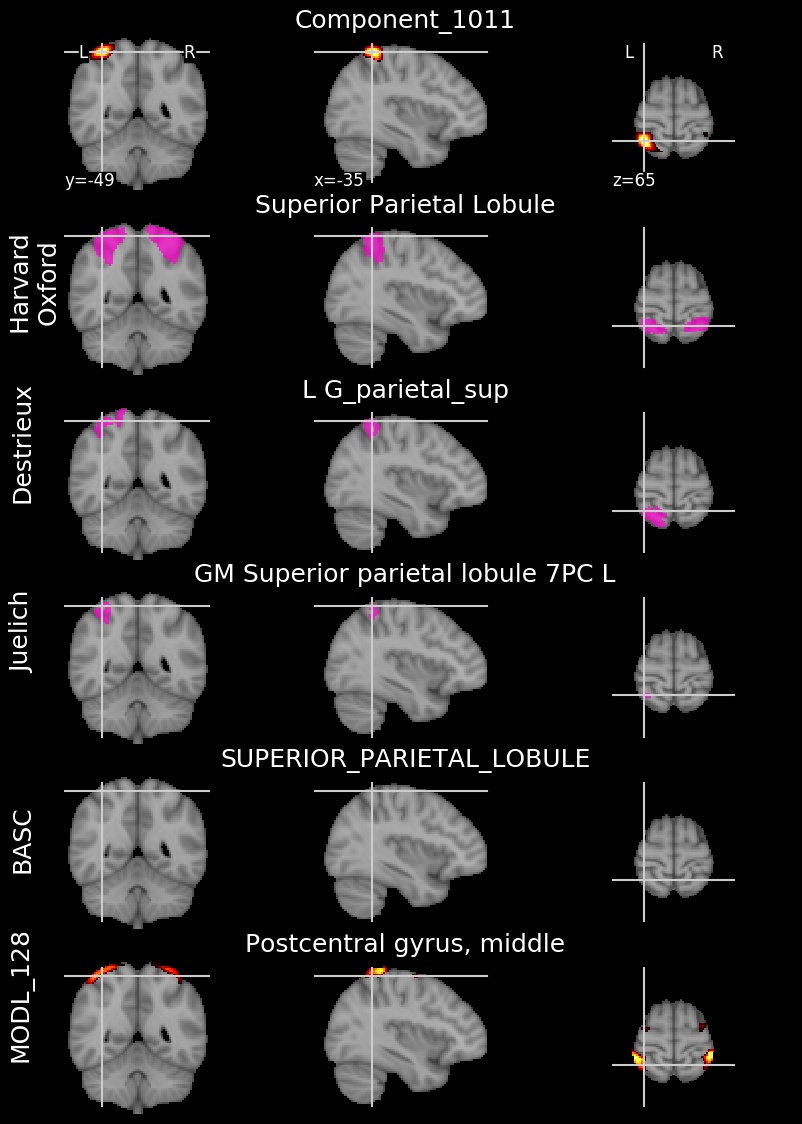 Component_1011
L
R
L
R
y=-49
x=-35
z=65
Superior Parietal Lobule
Harvard
Oxford
L G_parietal_sup
Destrieux
GM Superior parietal lobule 7PC L
Juelich
SUPERIOR_PARIETAL_LOBULE
BASC
Postcentral gyrus, middle
MODL_128